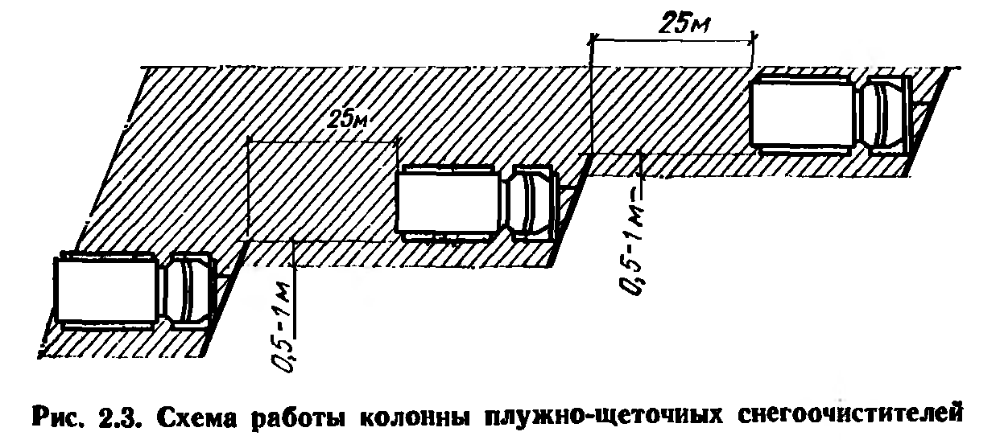 25м
25м
0,5-1м
0,5-1м
Рис. 2.3. Схема работы колонны плужно-щеточных снегоочистителей